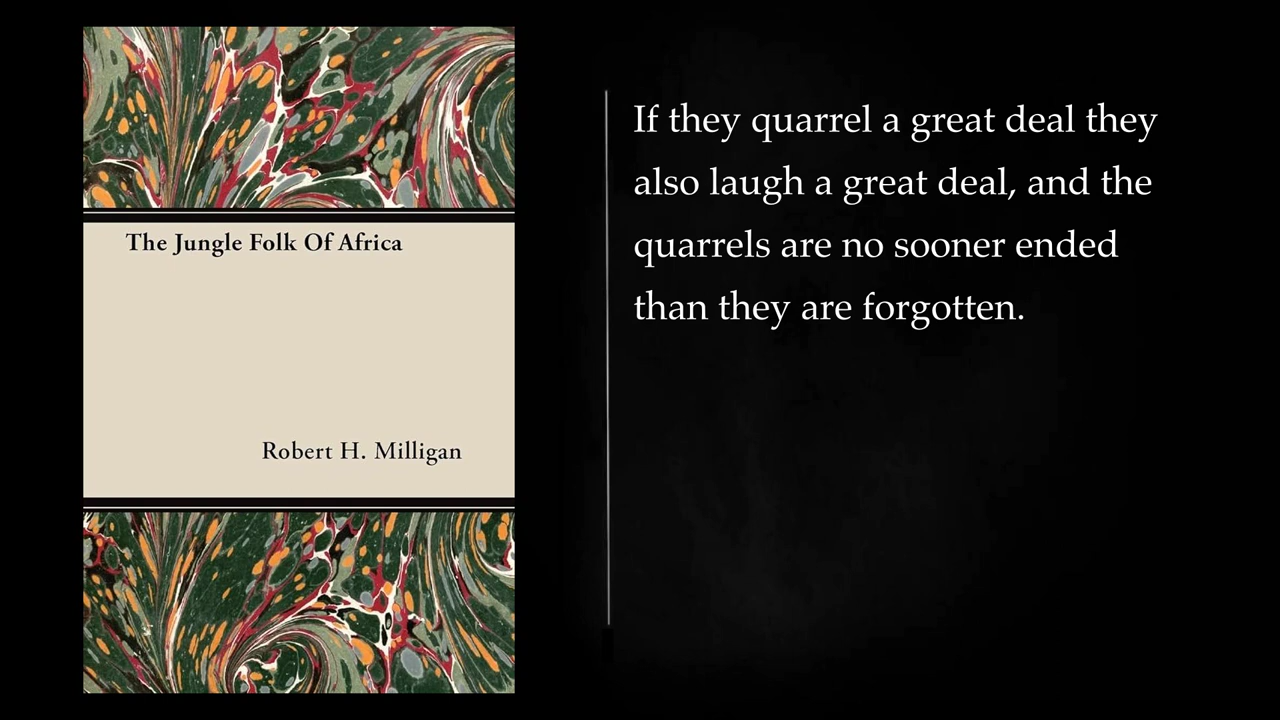 The Jungle Folk Of Africa
Robert H. Milligan
If they quarrel a great deal they
also laugh a great deal, and the
quarrels are no sooner ended
than they are forgotten.